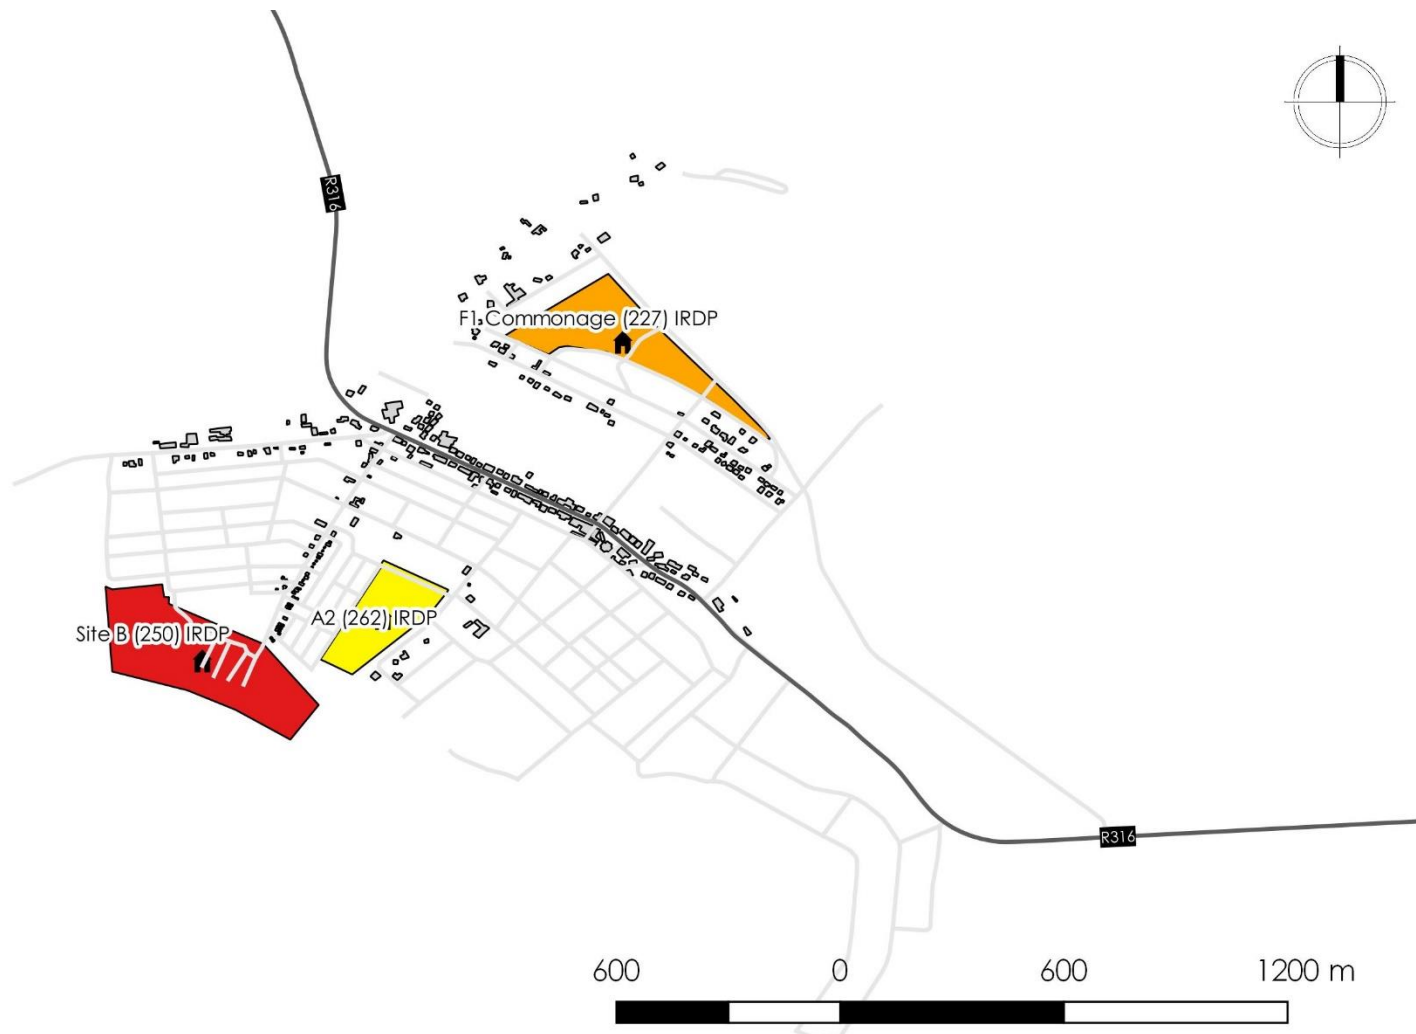 R316
F1 Commonage (227) IRDP
A2 (262) IRDP
Site B (250) IRDP
R316
600 0 600 1200 m